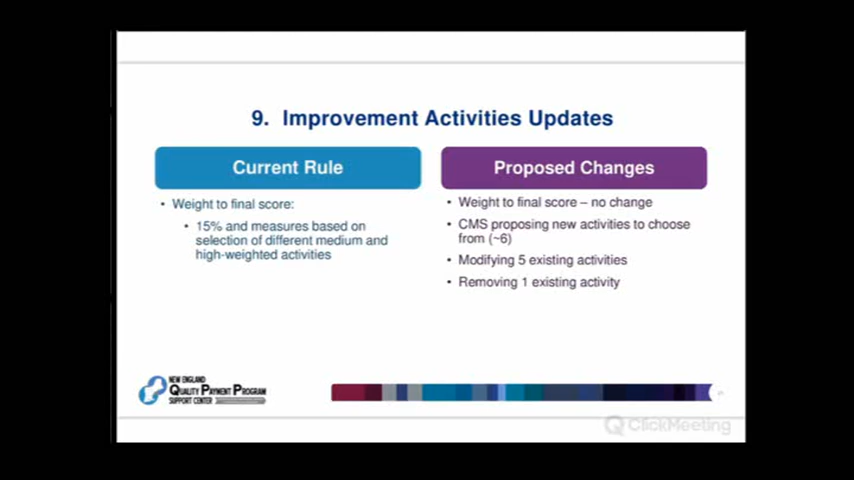 9. Improvement Activities Updates
Current Rule
• Weight to final score:
• 15% and measures based on
selection of different medium and
high-weighted activities
Proposed Changes
• Weight to final score – no change
• CMS proposing new activities to choose
from (~6)
• Modifying 5 existing activities
• Removing 1 existing activity
NEW ENGLAND
QUALITY PAYMENT PROGRAM
SUPPORT CENTER
ClickMeeting